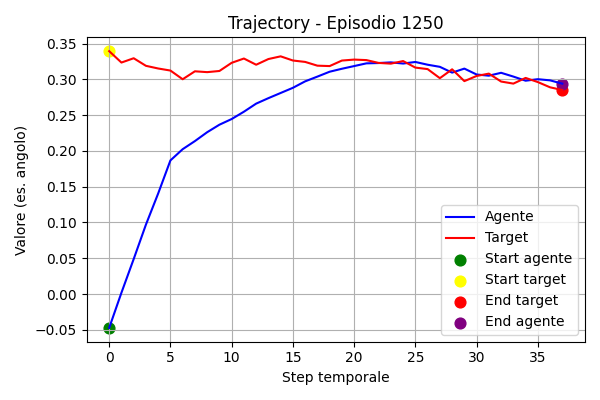 Trajectory - Episodio 1250
Valore (es. angolo)
0.35
0.30
0.25
0.20
0.15
0.10
0.05
0.00
−0.05
Agente
Target
Start agente
Start target
End target
End agente
0 5 10 15 20 25 30 35
Step temporale